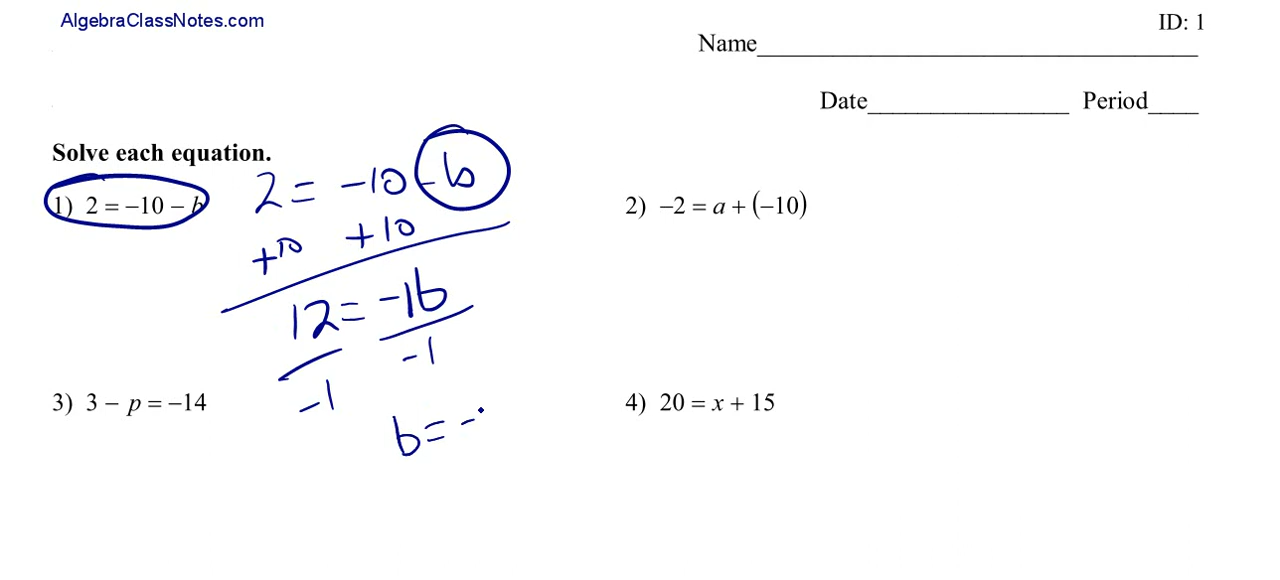 AlgebraClassNotes.com
ID: 1
Name
Date Period
Solve each equation.
1) 2 = −10 − b
2 = -10 - b
+10 +10
12 = -1b
-1 -1
b = -
2) −2 = a + (−10)
3) 3 − p = −14
4) 20 = x + 15